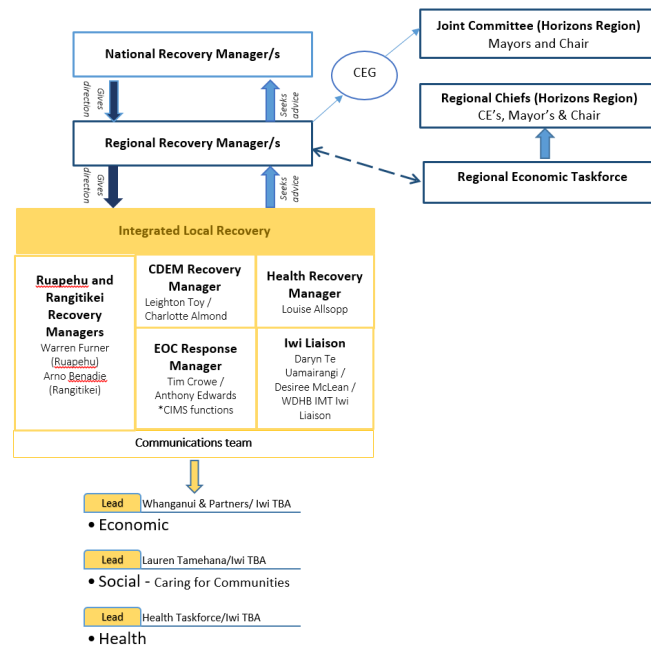 National Recovery Manager/s
CEG
Joint Committee (Horizons Region)
Mayors and Chair
Gives
direction
Seeks
advice
Regional Chiefs (Horizons Region)
CE's, Mayor's & Chair
Regional Recovery Manager/s
Regional Economic Taskforce
Gives
direction
Seeks
advice
Integrated Local Recovery
Ruapehu and
Rangitikei
Recovery
Managers
Warren Furner
(Ruapehu)
Arno Benadie
(Rangitikei)
CDEM Recovery
Manager
Leighton Toy /
Charlotte Almond
Health Recovery
Manager
Louise Allsopp
EOC Response
Manager
Tim Crowe /
Anthony Edwards
*CIMS functions
Iwi Liaison
Daryn Te
Uamairangi /
Desiree McLean /
WDHB IMT Iwi
Liaison
Communications team
Lead Whanganui & Partners/ Iwi TBA
• Economic
Lead Lauren Tamehana/Iwi TBA
• Social - Caring for Communities
Lead Health Taskforce/Iwi TBA
• Health